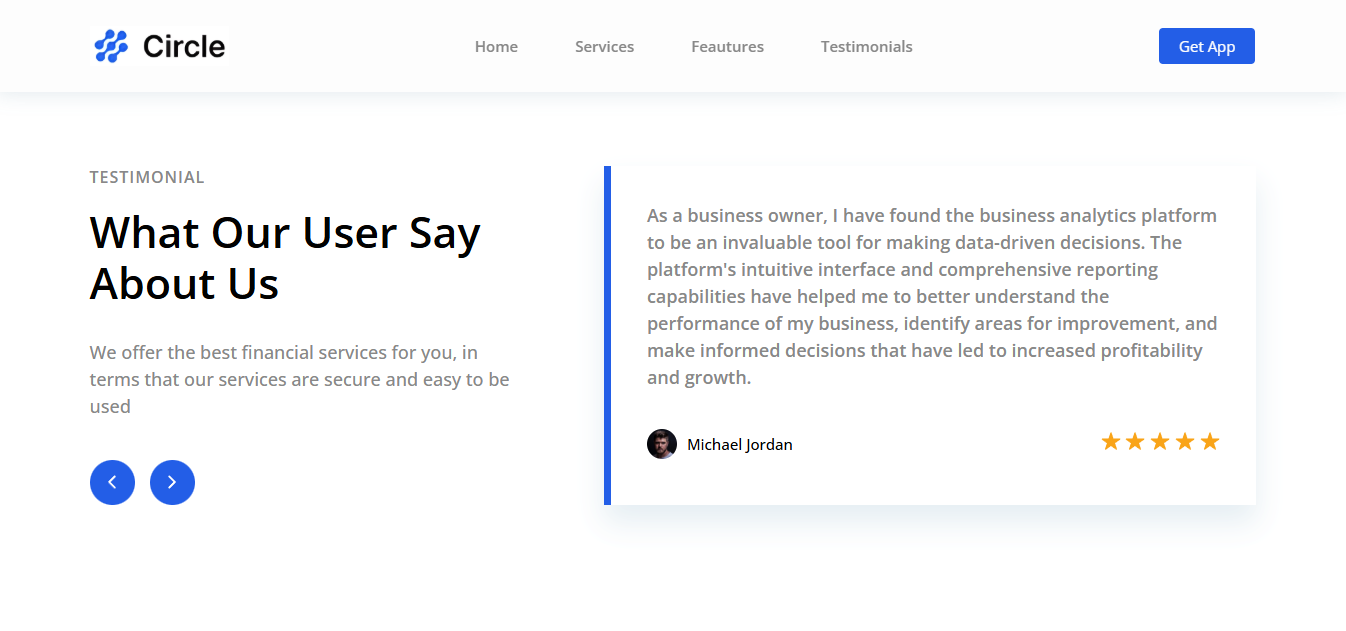 Circle
Home
Services
Feautures
Testimonials
Get App
TESTIMONIAL
What Our User Say
About Us
We offer the best financial services for you, in
terms that our services are secure and easy to be
used
As a business owner, I have found the business analytics platform
to be an invaluable tool for making data-driven decisions. The
platform's intuitive interface and comprehensive reporting
capabilities have helped me to better understand the
performance of my business, identify areas for improvement, and
make informed decisions that have led to increased profitability
and growth.
Michael Jordan